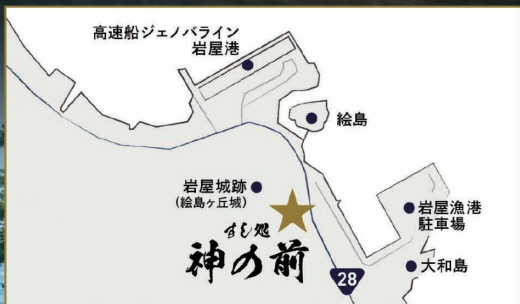 高速船ジェノバライン
岩屋港
絵島
岩屋城跡
(絵島ヶ丘城)
岩屋漁港
駐車場
すし処
神の前
大和島
28